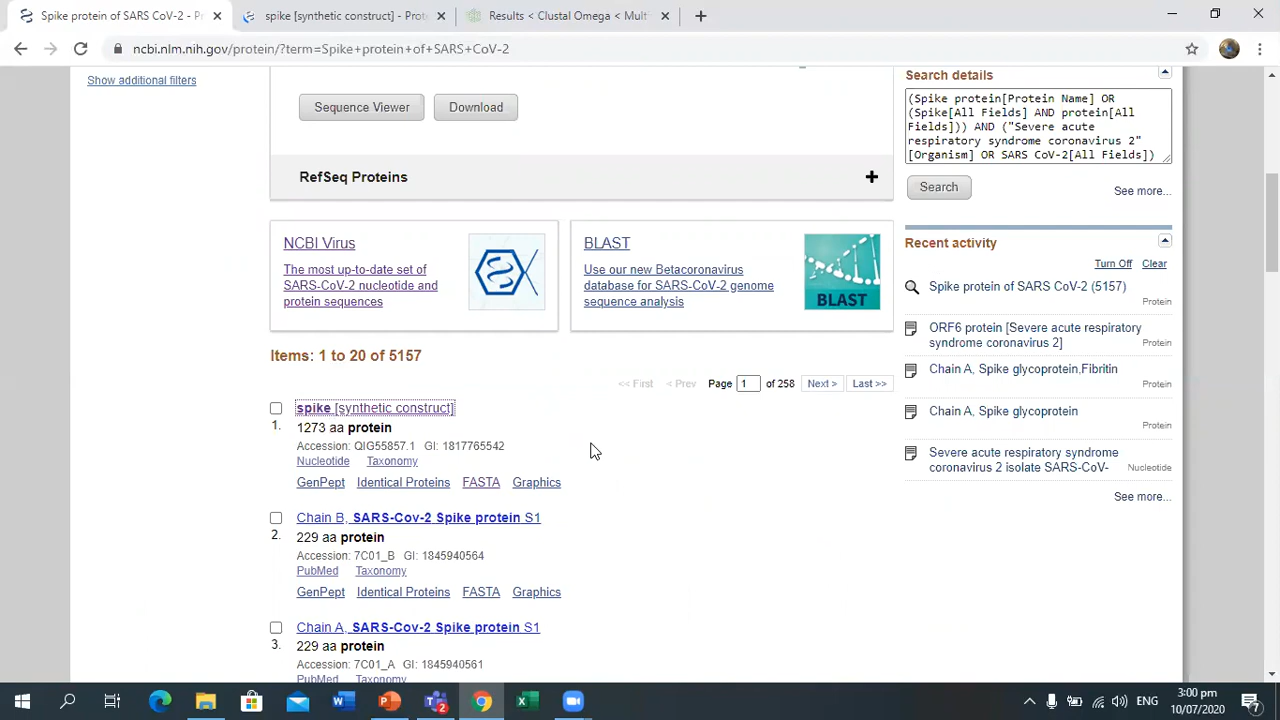 Spike protein of SARS CoV-2 - Pr
spike [synthetic construct] - Prote
Results < Clustal Omega < Mult
ncbi.nlm.nih.gov/protein/?term=Spike+protein+of+SARS+CoV-2
Show additional filters
Sequence Viewer
Download
RefSeq Proteins
NCBI Virus
The most up-to-date set of
SARS-CoV-2 nucleotide and
protein sequences
BLAST
Use our new Betacoronavirus
database for SARS-CoV-2 genome
sequence analysis
BLAST
Items: 1 to 20 of 5157
<< First < Prev Page 1 of 258 Next > Last >>
spike [synthetic construct]
1. 1273 aa protein
Accession: QIG55857.1 GI: 1817765542
Nucleotide Taxonomy
GenPept Identical Proteins FASTA Graphics
Chain B, SARS-Cov-2 Spike protein S1
2. 229 aa protein
Accession: 7C01_B GI: 1845940564
PubMed Taxonomy
GenPept Identical Proteins FASTA Graphics
Chain A, SARS-Cov-2 Spike protein S1
3. 229 aa protein
Accession: 7C01_A GI: 1845940561
PubMed Taxonomy
Search details
(Spike protein[Protein Name] OR
(Spike[All Fields] AND protein[All
Fields])) AND ("Severe acute
respiratory syndrome coronavirus 2"
[Organism] OR SARS CoV-2[All Fields])
Search
See more...
Recent activity
Turn Off Clear
Spike protein of SARS CoV-2 (5157)
Protein
ORF6 protein [Severe acute respiratory
syndrome coronavirus 2]
Protein
Chain A, Spike glycoprotein,Fibritin
Protein
Chain A, Spike glycoprotein
Protein
Severe acute respiratory syndrome
coronavirus 2 isolate SARS-CoV-
Nucleotide
See more...
ENG
3:00 pm
10/07/2020